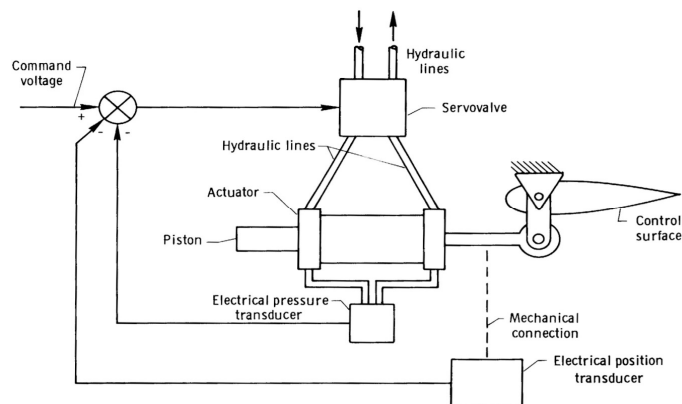 Command
voltage
+
-
-
Hydraulic
lines
Servovalve
Hydraulic lines
Actuator
Piston
Control
surface
Electrical pressure
transducer
Mechanical
connection
Electrical position
transducer